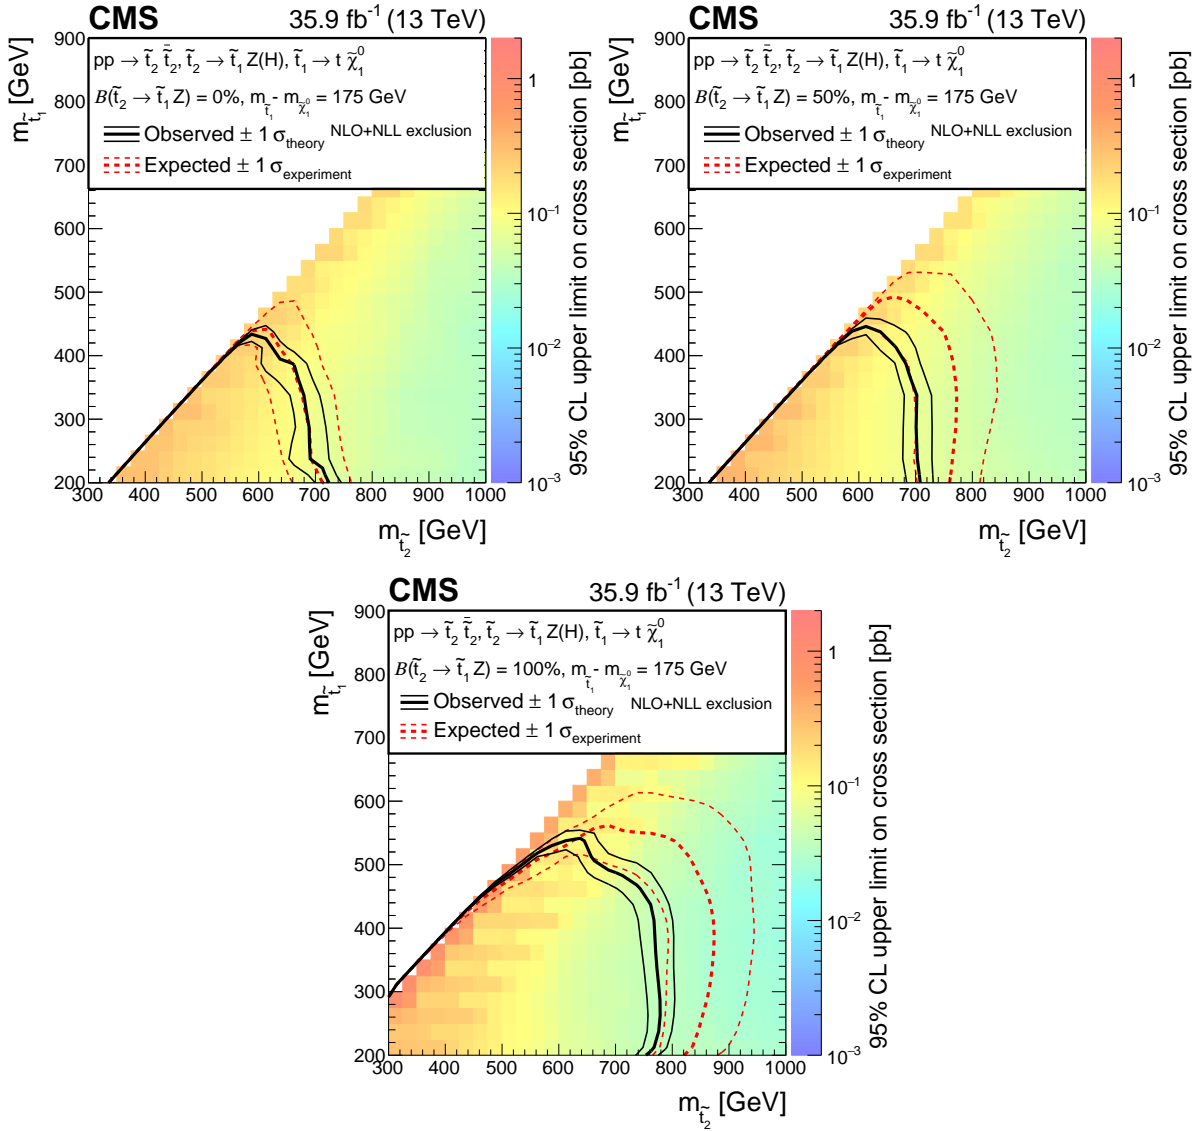 CMS 35.9 fb⁻¹ (13 TeV)
pp → t̃₂ t̃̄₂, t̃₂ → t̃₁ Z(H), t̃₁ → t χ̃₁⁰
B(t̃₂ → t̃₁ Z) = 0%, m_t̃₁ - m_χ̃₁⁰ = 175 GeV
Observed ± 1 σ_theory NLO+NLL exclusion
Expected ± 1 σ_experiment
m_t̃₁ [GeV]
900
800
700
600
500
400
300
200
300 400 500 600 700 800 900 1000
m_t̃₂ [GeV]
1
10⁻¹
10⁻²
10⁻³
95% CL upper limit on cross section [pb]
CMS 35.9 fb⁻¹ (13 TeV)
pp → t̃₂ t̃̄₂, t̃₂ → t̃₁ Z(H), t̃₁ → t χ̃₁⁰
B(t̃₂ → t̃₁ Z) = 50%, m_t̃₁ - m_χ̃₁⁰ = 175 GeV
Observed ± 1 σ_theory NLO+NLL exclusion
Expected ± 1 σ_experiment
m_t̃₁ [GeV]
900
800
700
600
500
400
300
200
300 400 500 600 700 800 900 1000
m_t̃₂ [GeV]
1
10⁻¹
10⁻²
10⁻³
95% CL upper limit on cross section [pb]
CMS 35.9 fb⁻¹ (13 TeV)
pp → t̃₂ t̃̄₂, t̃₂ → t̃₁ Z(H), t̃₁ → t χ̃₁⁰
B(t̃₂ → t̃₁ Z) = 100%, m_t̃₁ - m_χ̃₁⁰ = 175 GeV
Observed ± 1 σ_theory NLO+NLL exclusion
Expected ± 1 σ_experiment
m_t̃₁ [GeV]
900
800
700
600
500
400
300
200
300 400 500 600 700 800 900 1000
m_t̃₂ [GeV]
1
10⁻¹
10⁻²
10⁻³
95% CL upper limit on cross section [pb]